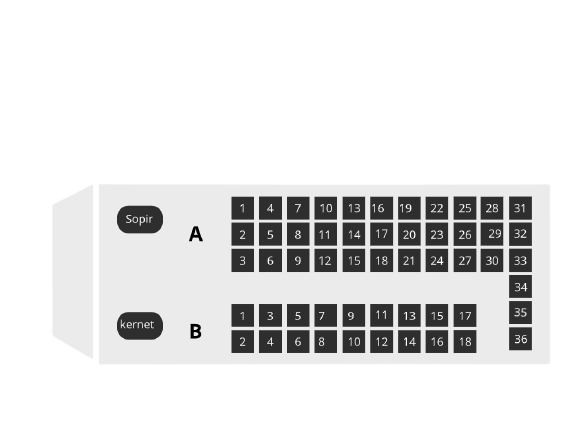 Sopir
A
1 4 7 10 13 16 19 22 25 28 31
2 5 8 11 14 17 20 23 26 29 32
3 6 9 12 15 18 21 24 27 30 33
34
kernet
B
1 3 5 7 9 11 13 15 17 35
2 4 6 8 10 12 14 16 18 36